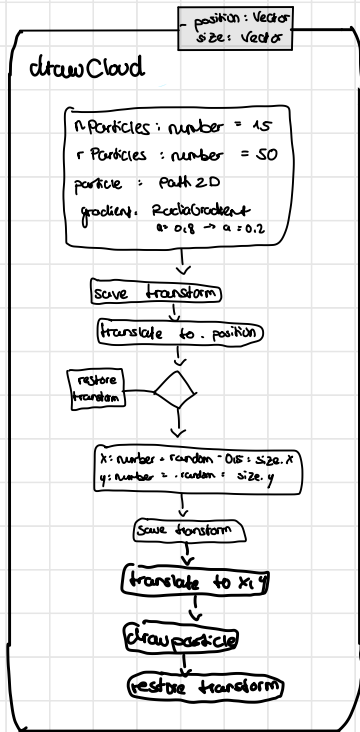 - position: Vector
size: Vector
drawCloud
nParticles: number = 15
rParticles: number = 50
particle: Path2D
gradient: RadialGradient
a= 0,8 → a = 0.2
save transform
translate to . position
restore
transform
x: number = random - 0,5 * size.x
y: number = . random * size.y
save transform
translate to x, y
draw particle
restore transform